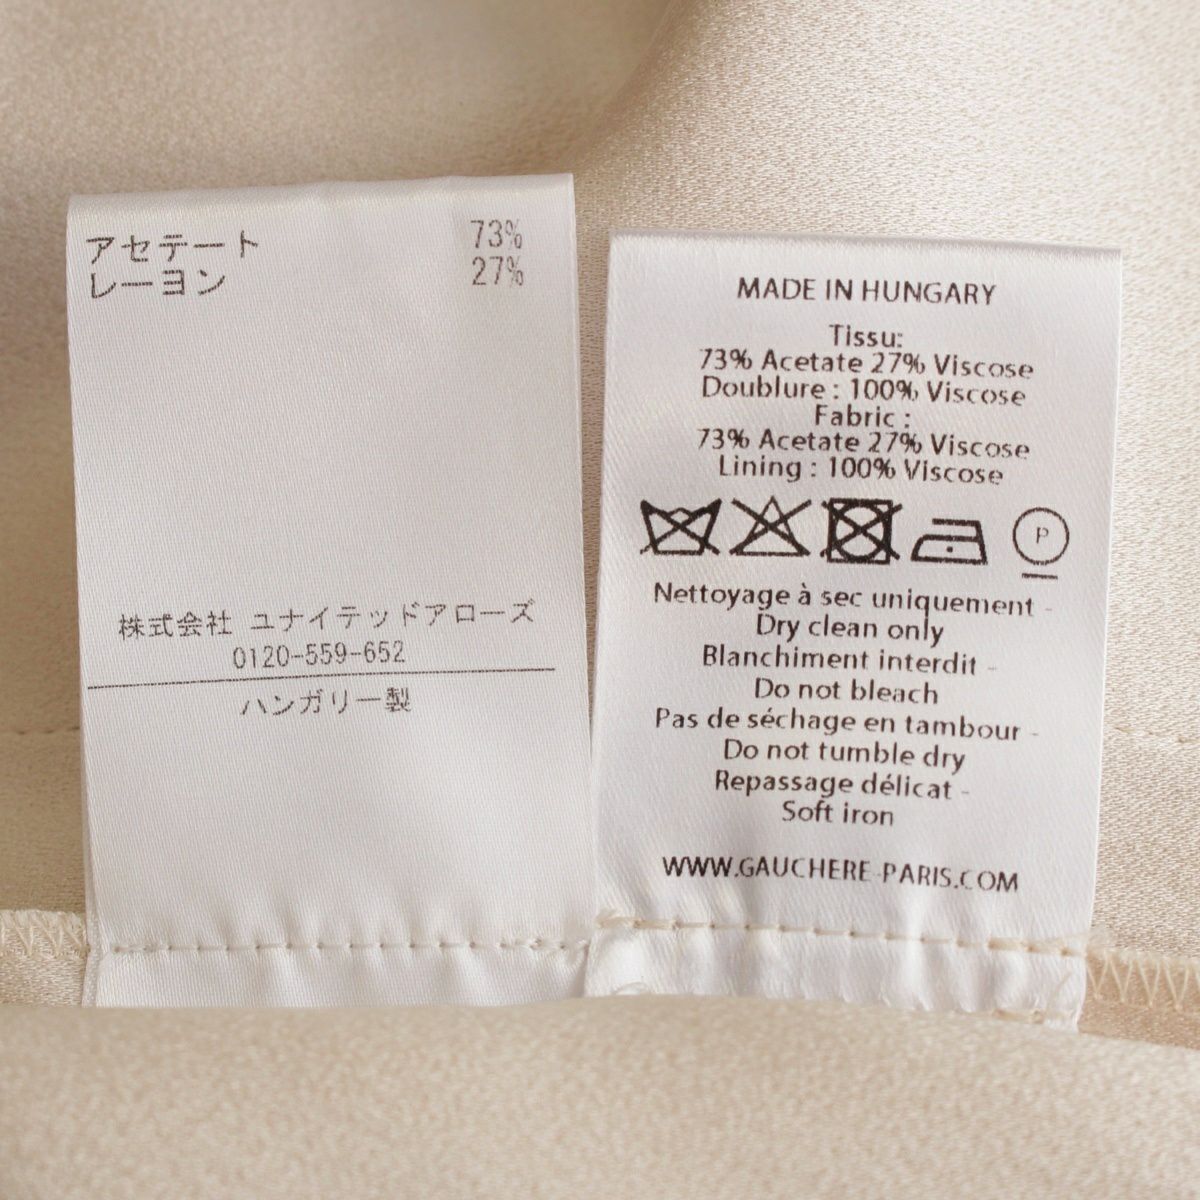 アセテート 73%
レーヨン 27%
株式会社 ユナイテッドアローズ
0120-559-652
ハンガリー製
MADE IN HUNGARY
Tissu:
73% Acetate 27% Viscose
Doublure : 100% Viscose
Fabric :
73% Acetate 27% Viscose
Lining : 100% Viscose
P
Nettoyage à sec uniquement -
Dry clean only
Blanchiment interdit -
Do not bleach
Pas de séchage en tambour -
Do not tumble dry
Repassage délicat -
Soft iron
WWW.GAUCHERE-PARIS.COM